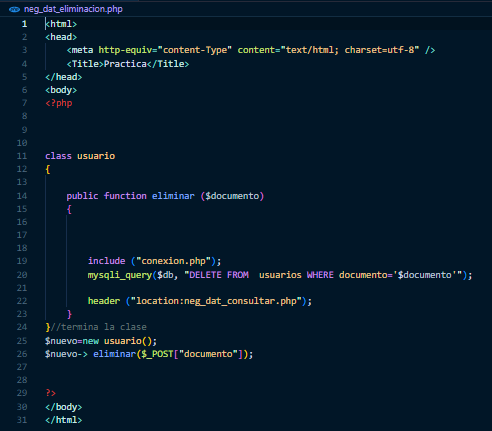 neg_dat_eliminacion.php
1 <html>
2 <head>
3 <meta http-equiv="content-Type" content="text/html; charset=utf-8" />
4 <Title>Practica</Title>
5 </head>
6 <body>
7 <?php
8
9
10
11 class usuario
12 {
13
14 public function eliminar ($documento)
15 {
16
17
18
19 include ("conexion.php");
20 mysqli_query($db, "DELETE FROM  usuarios WHERE documento='$documento'");
21
22 header ("location:neg_dat_consultar.php");
23 }
24 }//termina la clase
25 $nuevo=new usuario();
26 $nuevo-> eliminar($_POST["documento"]);
27
28
29 ?>
30 </body>
31 </html>